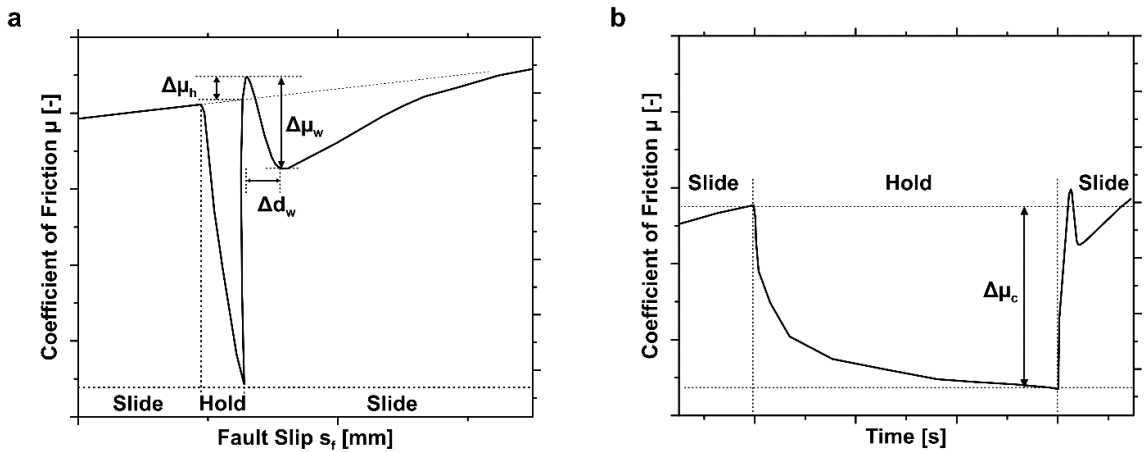 a
Coefficient of Friction μ [-]
Δμh
Δμw
Δdw
Slide Hold Slide
Fault Slip sf [mm]
b
Coefficient of Friction μ [-]
Slide Hold Slide
Δμc
Time [s]